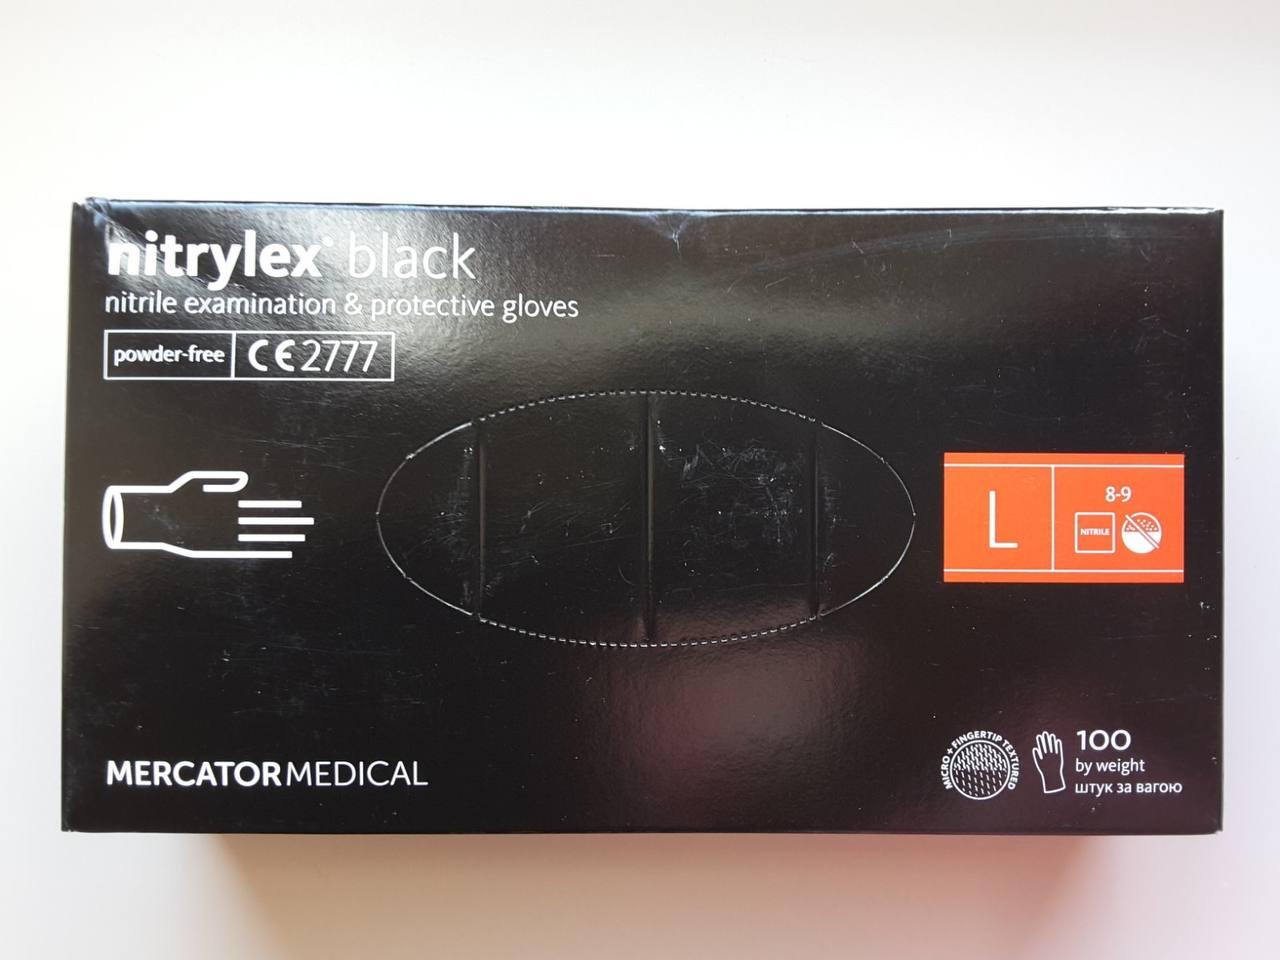 nitrylex® black
nitrile examination & protective gloves
powder-free CE 2777
L
8-9
NITRILE
MERCATOR MEDICAL
MICRO + FINGERTIP TEXTURED
100
by weight
штук за вагою